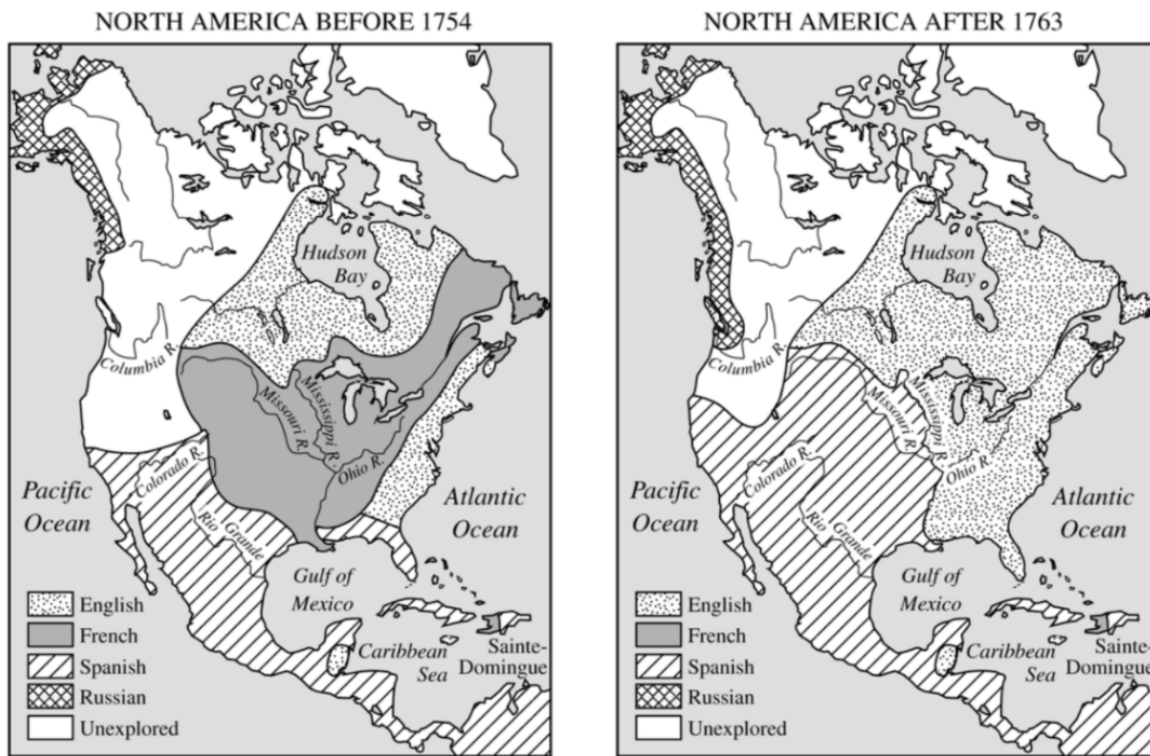 NORTH AMERICA BEFORE 1754
Hudson
Bay
Columbia R.
Missouri R.
Mississippi R.
Ohio R.
Colorado R.
Rio Grande
Pacific
Ocean
Atlantic
Ocean
Gulf of
Mexico
Caribbean
Sea
Sainte-
Domingue
English
French
Spanish
Russian
Unexplored
NORTH AMERICA AFTER 1763
Hudson
Bay
Columbia R.
Missouri R.
Mississippi R.
Ohio R.
Colorado R.
Rio Grande
Pacific
Ocean
Atlantic
Ocean
Gulf of
Mexico
Caribbean
Sea
Sainte-
Domingue
English
French
Spanish
Russian
Unexplored